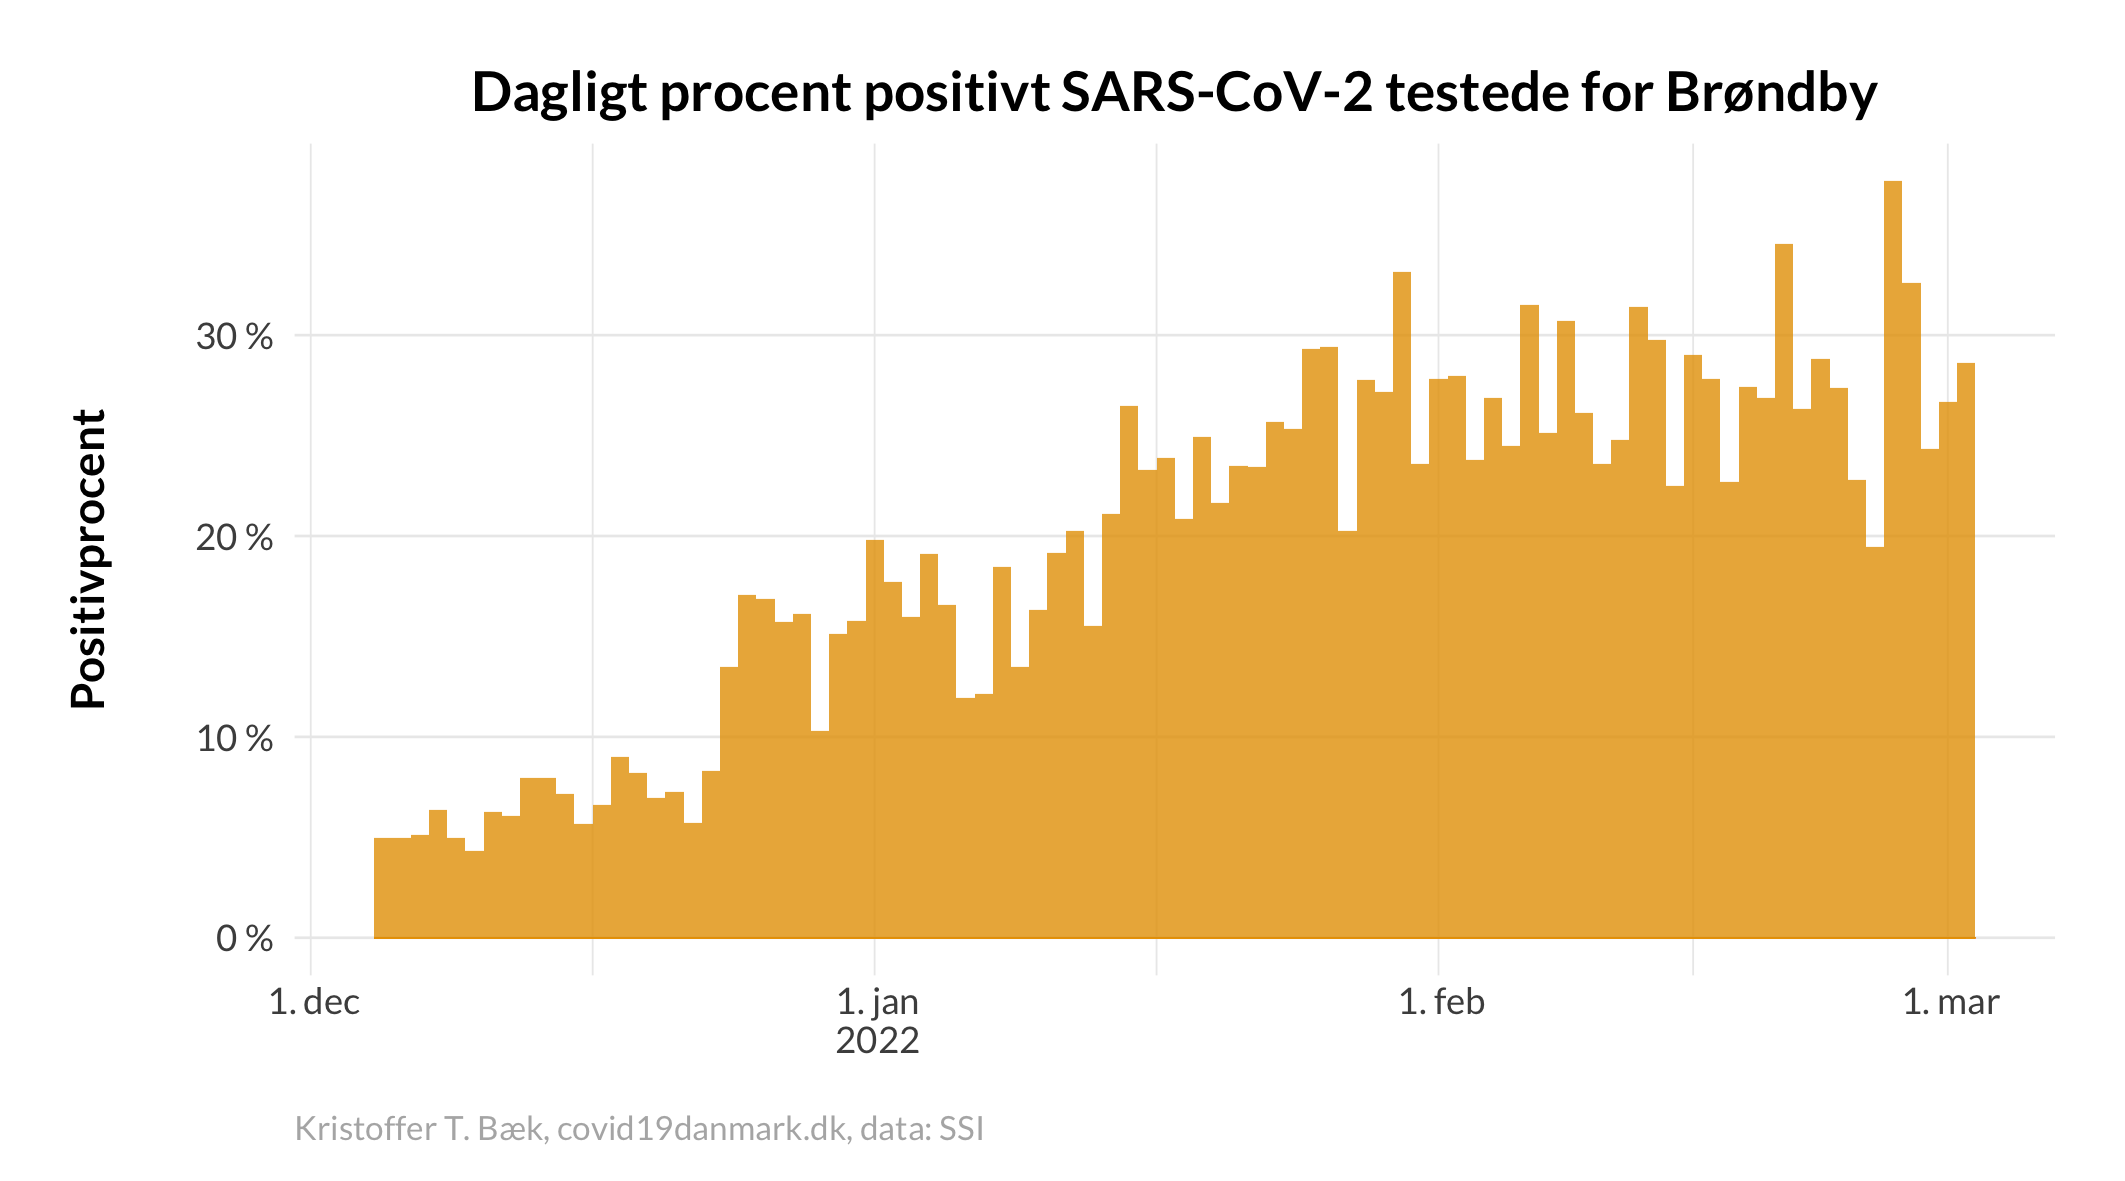 Dagligt procent positivt SARS-CoV-2 testede for Brøndby
Positivprocent
30 %
20 %
10 %
0 %
1. dec
1. jan
2022
1. feb
1. mar
Kristoffer T. Bæk, covid19danmark.dk, data: SSI